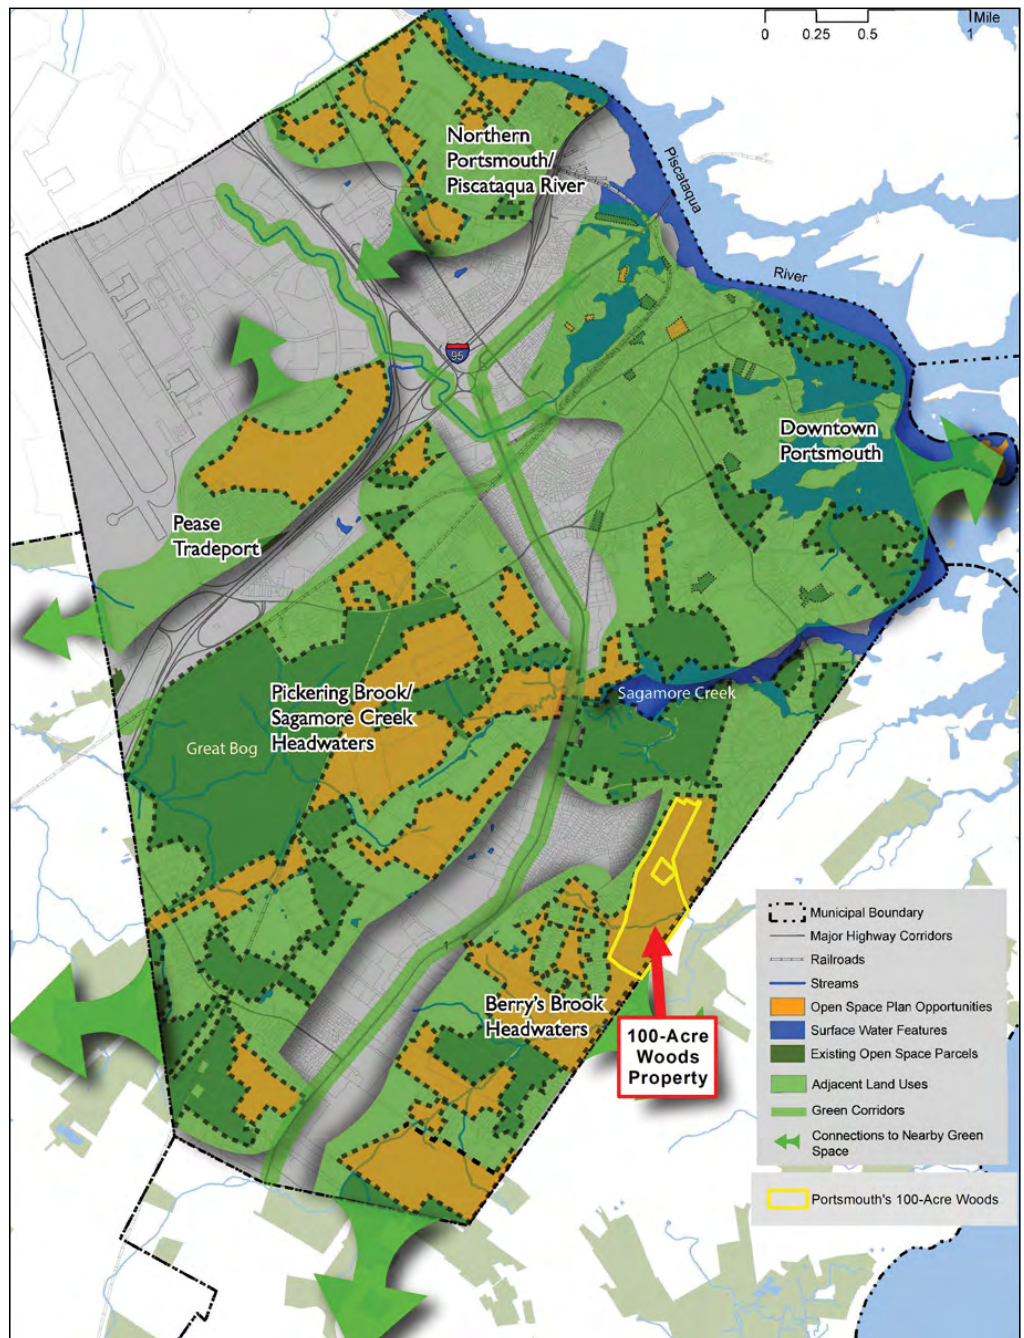 Mile
0 0.25 0.5 1
Northern
Portsmouth/
Piscataqua River
Piscataqua
River
95
Downtown
Portsmouth
Pease
Tradeport
Sagamore Creek
Pickering Brook/
Sagamore Creek
Headwaters
Great Bog
Berry's Brook
Headwaters
100-Acre
Woods
Property
Municipal Boundary
Major Highway Corridors
Railroads
Streams
Open Space Plan Opportunities
Surface Water Features
Existing Open Space Parcels
Adjacent Land Uses
Green Corridors
Connections to Nearby Green
Space
Portsmouth's 100-Acre Woods